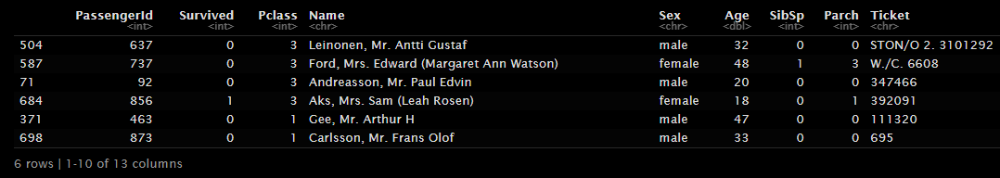 PassengerId Survived Pclass Name Sex Age SibSp Parch Ticket
<int> <int> <int> <chr> <chr> <dbl> <int> <int> <chr>
504 637 0 3 Leinonen, Mr. Antti Gustaf male 32 0 0 STON/O 2. 3101292
587 737 0 3 Ford, Mrs. Edward (Margaret Ann Watson) female 48 1 3 W./C. 6608
71 92 0 3 Andreasson, Mr. Paul Edvin male 20 0 0 347466
684 856 1 3 Aks, Mrs. Sam (Leah Rosen) female 18 0 1 392091
371 463 0 1 Gee, Mr. Arthur H male 47 0 0 111320
698 873 0 1 Carlsson, Mr. Frans Olof male 33 0 0 695
6 rows | 1-10 of 13 columns